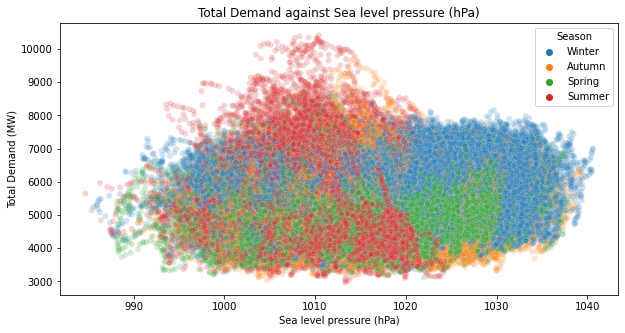 Total Demand against Sea level pressure (hPa)
Season
Winter
Autumn
Spring
Summer
Total Demand (MW)
10000
9000
8000
7000
6000
5000
4000
3000
990
1000
1010
1020
1030
1040
Sea level pressure (hPa)